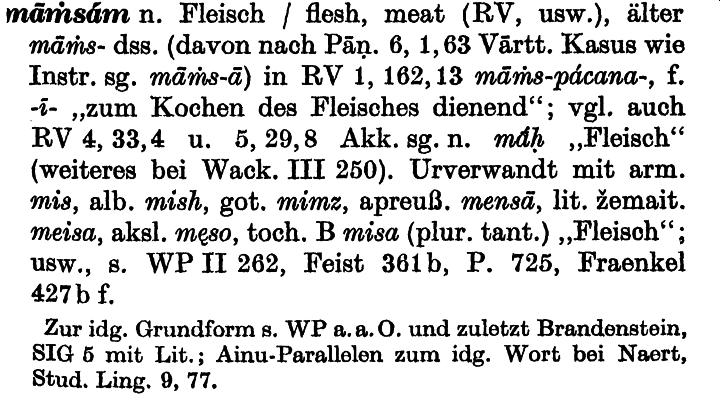 māṁsám n. Fleisch / flesh, meat (RV, usw.), älter
māṁs- dss. (davon nach Pāṇ. 6, 1,63 Vārtt. Kasus wie
Instr. sg. māṁs-ā) in RV 1, 162,13 māṁs-pácana-, f.
-ī- „zum Kochen des Fleisches dienend“; vgl. auch
RV 4, 33,4 u. 5, 29,8 Akk. sg. n. mā́ḥ „Fleisch“
(weiteres bei Wack. III 250). Urverwandt mit arm.
mis, alb. mish, got. mimz, apreuß. mensā, lit. žemait.
meisa, aksl. męso, toch. B misa (plur. tant.) „Fleisch“;
usw., s. WP II 262, Feist 361b, P. 725, Fraenkel
427b f.
Zur idg. Grundform s. WP a. a. O. und zuletzt Brandenstein,
SIG 5 mit Lit.; Ainu-Parallelen zum idg. Wort bei Naert,
Stud. Ling. 9, 77.